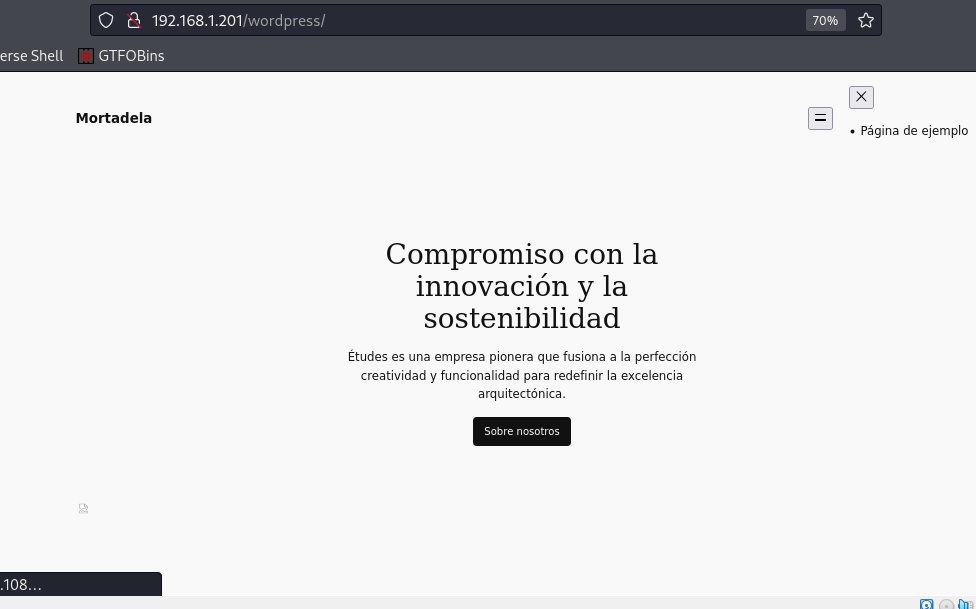 192.168.1.201/wordpress/
70%
erse Shell
GTFOBins
Mortadela
• Página de ejemplo
Compromiso con la
innovación y la
sostenibilidad
Études es una empresa pionera que fusiona a la perfección
creatividad y funcionalidad para redefinir la excelencia
arquitectónica.
Sobre nosotros
.108…